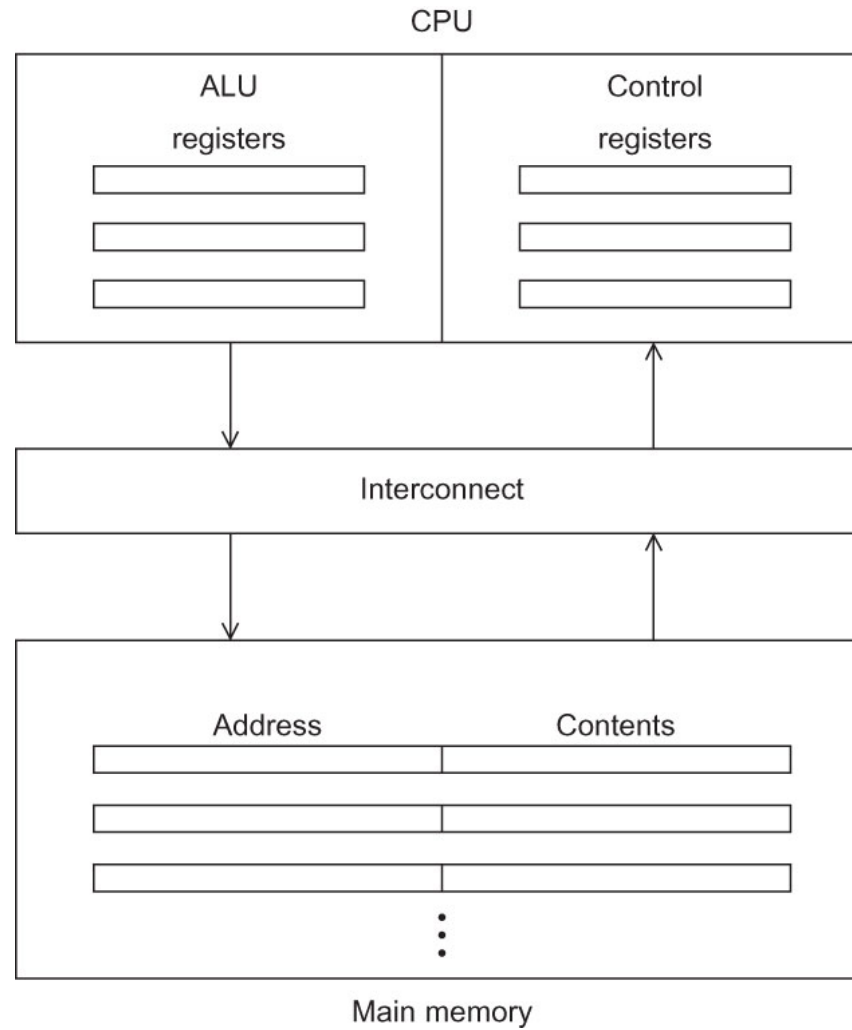 CPU
ALU
Control
registers
registers
Interconnect
Address
Contents
Main memory